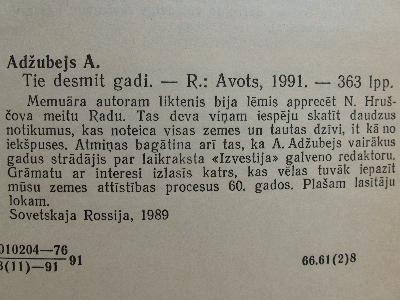 Adžubejs A.
Tie desmit gadi. — R.: Avots, 1991. — 363 lpp.
Memuāra autoram liktenis bija lēmis apprecēt N. Hruš-
čova meitu Radu. Tas deva viņam iespēju skatīt daudzus
notikumus, kas noteica visas zemes un tautas dzīvi, it kā no
iekšpuses. Atmiņas bagātina arī tas, ka A. Adžubejs vairākus
gadus strādājis par laikraksta «Izvestija» galveno redaktoru.
Grāmatu ar interesi izlasīs katrs, kas vēlas tuvāk iepazīt
mūsu zemes attīstības procesus 60. gados. Plašam lasītāju
lokam.
Sovetskaja Rossija, 1989
010204—76
(11)—91 91
66.61(2)8